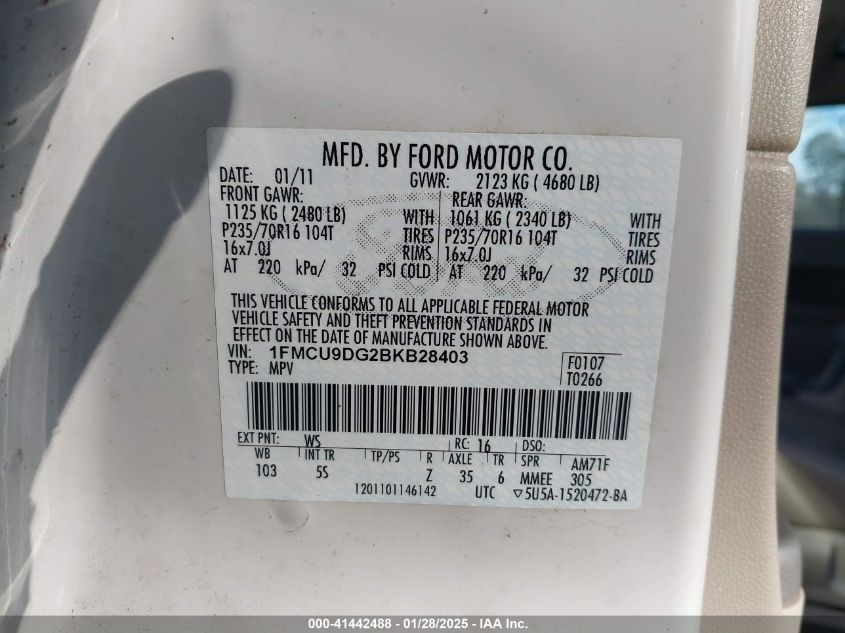 MFD. BY FORD MOTOR CO.
DATE: 01/11 GVWR: 2123 KG ( 4680 LB)
FRONT GAWR: REAR GAWR:
1125 KG ( 2480 LB) WITH 1061 KG ( 2340 LB) WITH
P235/70R16 104T TIRES P235/70R16 104T TIRES
16x7.0J RIMS 16x7.0J RIMS
AT 220 kPa/ 32 PSI COLD AT 220 kPa/ 32 PSI COLD
THIS VEHICLE CONFORMS TO ALL APPLICABLE FEDERAL MOTOR
VEHICLE SAFETY AND THEFT PREVENTION STANDARDS IN
EFFECT ON THE DATE OF MANUFACTURE SHOWN ABOVE.
VIN: 1FMCU9DG2BKB28403 F0107
TYPE: MPV T0266
EXT PNT: WS RC: 16 DSO:
WB INT TR TP/PS R AXLE TR SPR AM71F
103 5S Z 35 6 MMEE 305
1201101146142 UTC ▽5U5A-1520472-BA
000-41442488 - 01/28/2025 - IAA Inc.